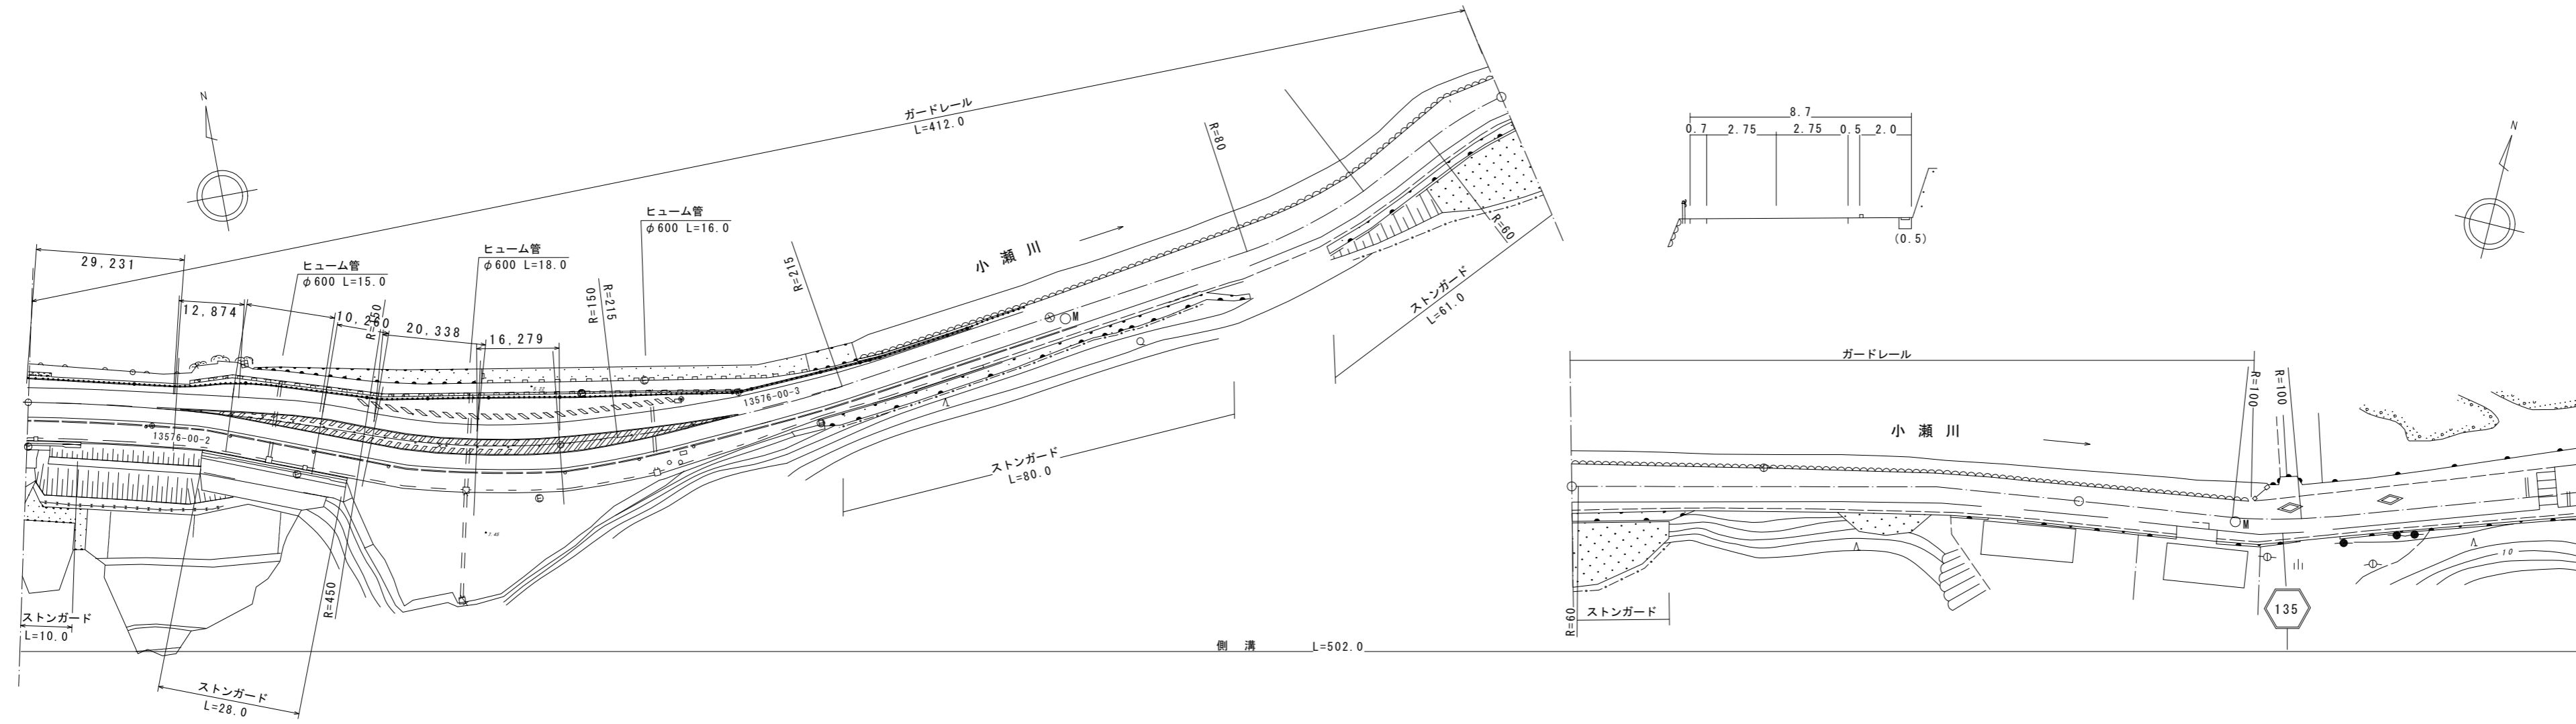 N
ガードレール
L=412.0
29,231
12,874
10,260
20,338
16,279
ヒューム管
φ600 L=15.0
ヒューム管
φ600 L=18.0
ヒューム管
φ600 L=16.0
R=150
R=215
R=215
R=80
R=60
小瀬川
M
13576-00-2
13576-00-3
ストンガード
L=61.0
ストンガード
L=80.0
ストンガード
L=10.0
ストンガード
L=28.0
R=450
側溝 L=502.0
8.7
0.7 2.75 2.75 0.5 2.0
(0.5)
N
ガードレール
R=100
R=100
小瀬川
M
10
R=60
ストンガード
135